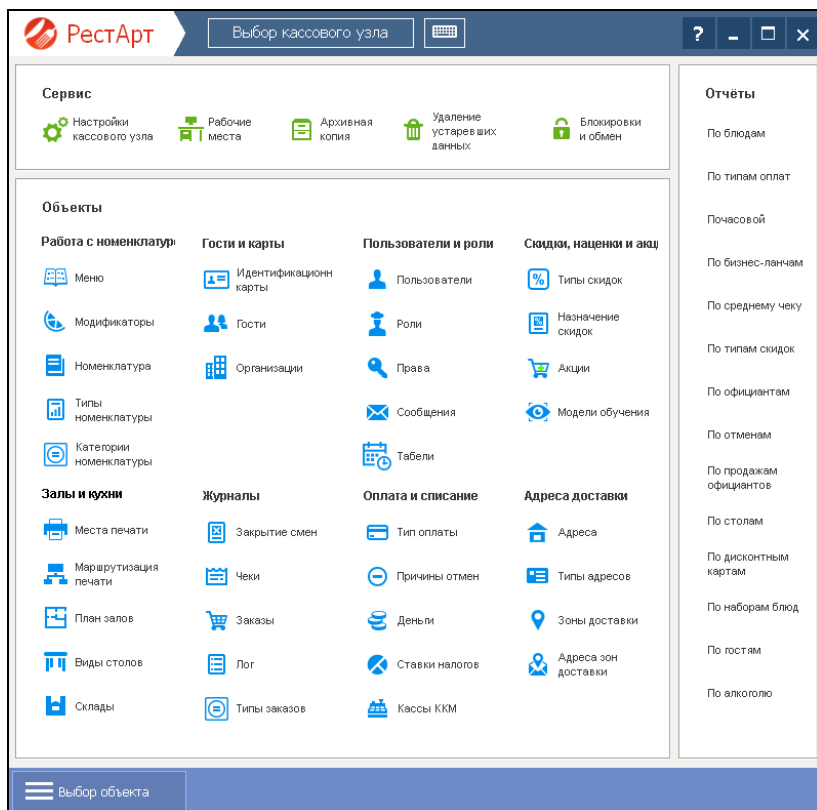 РестАрт
Выбор кассового узла
?
Сервис
Настройки
кассового узла
Рабочие
места
Архивная
копия
Удаление
устаревших
данных
Блокировки
и обмен
Объекты
Работа с номенклатур
Меню
Модификаторы
Номенклатура
Типы
номенклатуры
Категории
номенклатуры
Гости и карты
Идентификационн
карты
Гости
Организации
Пользователи и роли
Пользователи
Роли
Права
Сообщения
Табели
Скидки, наценки и акц
Типы скидок
Назначение
скидок
Акции
Модели обучения
Залы и кухни
Места печати
Маршрутизация
печати
План залов
Виды столов
Склады
Журналы
Закрытие смен
Чеки
Заказы
Лог
Типы заказов
Оплата и списание
Тип оплаты
Причины отмен
Деньги
Ставки налогов
Кассы ККМ
Адреса доставки
Адреса
Типы адресов
Зоны доставки
Адреса зон
доставки
Отчёты
По блюдам
По типам оплат
Почасовой
По бизнес-ланчам
По среднему чеку
По типам скидок
По официантам
По отменам
По продажам
официантов
По столам
По дисконтным
картам
По наборам блюд
По гостям
По алкоголю
Выбор объекта